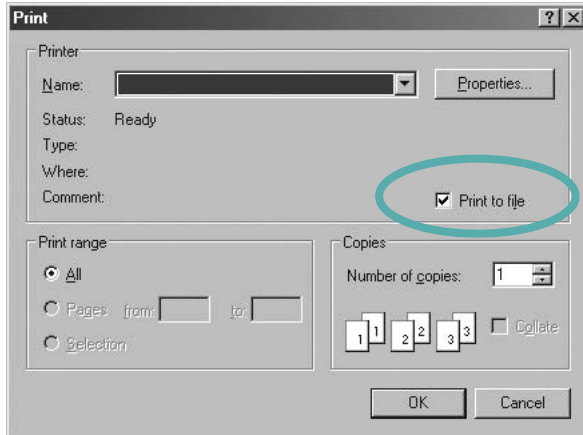 Print
Printer
Name:
Properties...
Status: Ready
Type:
Where:
Comment:
Print to file
Print range
All
Pages from: to:
Selection
Copies
Number of copies: 1
1 1 2 2 3 3
Collate
OK Cancel